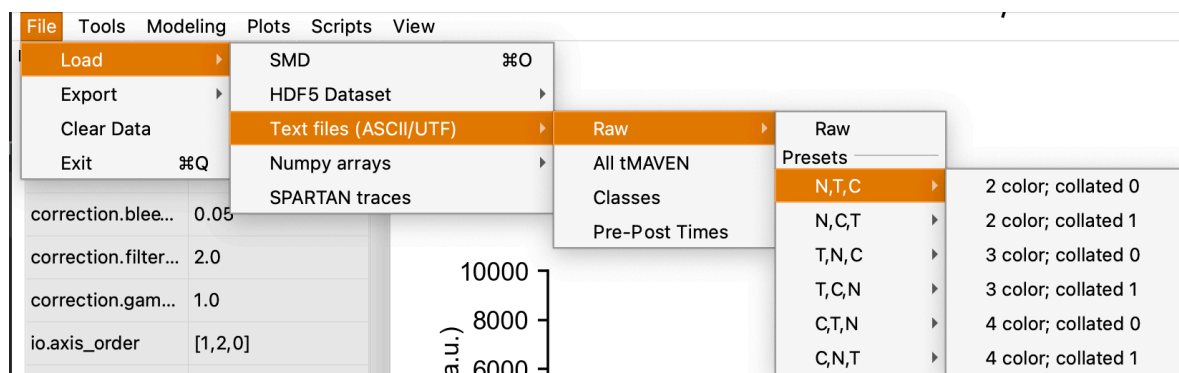 File Tools Modeling Plots Scripts View
Load
Export
Clear Data
Exit ⌘Q
SMD ⌘O
HDF5 Dataset
Text files (ASCII/UTF)
Numpy arrays
SPARTAN traces
Raw
All tMAVEN
Classes
Pre-Post Times
Raw
Presets
N,T,C
N,C,T
T,N,C
T,C,N
C,T,N
C,N,T
2 color; collated 0
2 color; collated 1
3 color; collated 0
3 color; collated 1
4 color; collated 0
4 color; collated 1
correction.blee... 0.05
correction.filter... 2.0
correction.gam... 1.0
io.axis_order [1,2,0]
10000
8000
6000
a.u.)